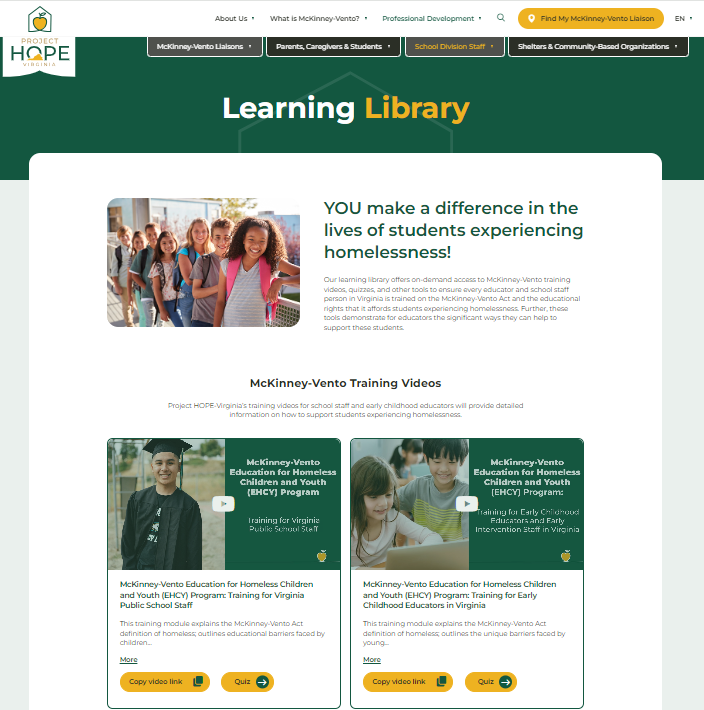 About Us
What is McKinney-Vento?
Professional Development
Find My McKinney-Vento Liaison
EN
PROJECT
HOPE
VIRGINIA
McKinney-Vento Liaisons
Parents, Caregivers & Students
School Division Staff
Shelters & Community-Based Organizations
Learning Library
YOU make a difference in the
lives of students experiencing
homelessness!
Our learning library offers on-demand access to McKinney-Vento training
videos, quizzes, and other tools to ensure every educator and school staff
person in Virginia is trained on the McKinney-Vento Act and the educational
rights that it affords students experiencing homelessness. Further, these
tools demonstrate for educators the significant ways they can help to
support these students.
McKinney-Vento Training Videos
Project HOPE-Virginia's training videos for school staff and early childhood educators will provide detailed
information on how to support students experiencing homelessness.
McKinney-Vento
Education for Homeless
Children and Youth
(EHCY) Program
Training for Virginia
Public School Staff
McKinney-Vento
Education for Homeless
Children and Youth
(EHCY) Program:
Training for Early Childhood
Educators and Early
Intervention Staff in Virginia
McKinney-Vento Education for Homeless Children
and Youth (EHCY) Program: Training for Virginia
Public School Staff
This training module explains the McKinney-Vento Act
definition of homeless; outlines educational barriers faced by
children...
More
Copy video link
Quiz
McKinney-Vento Education for Homeless Children
and Youth (EHCY) Program: Training for Early
Childhood Educators in Virginia
This training module explains the McKinney-Vento Act
definition of homeless; outlines the unique barriers faced by
young...
More
Copy video link
Quiz